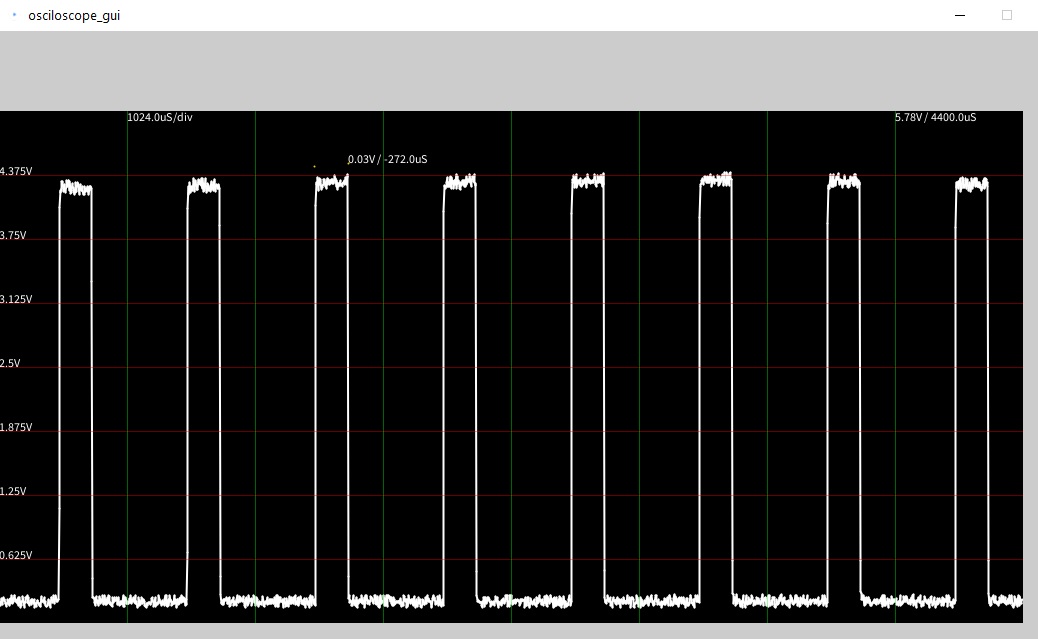 osciloscope_gui
1024.0uS/div
5.78V / 4400.0uS
0.03V / -272.0uS
4.375V
3.75V
3.125V
2.5V
1.875V
1.25V
0.625V